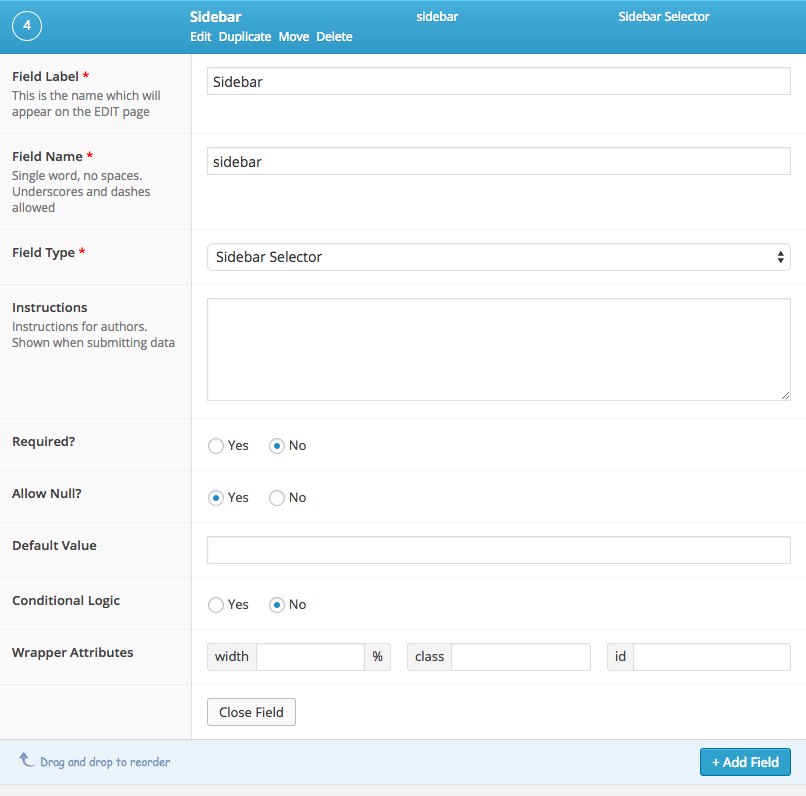 4 Sidebar sidebar Sidebar Selector
Edit Duplicate Move Delete
Field Label *
This is the name which will
appear on the EDIT page
Sidebar
Field Name *
Single word, no spaces.
Underscores and dashes
allowed
sidebar
Field Type *
Sidebar Selector
Instructions
Instructions for authors.
Shown when submitting data
Required?
Yes No
Allow Null?
Yes No
Default Value
Conditional Logic
Yes No
Wrapper Attributes
width % class id
Close Field
Drag and drop to reorder
+ Add Field